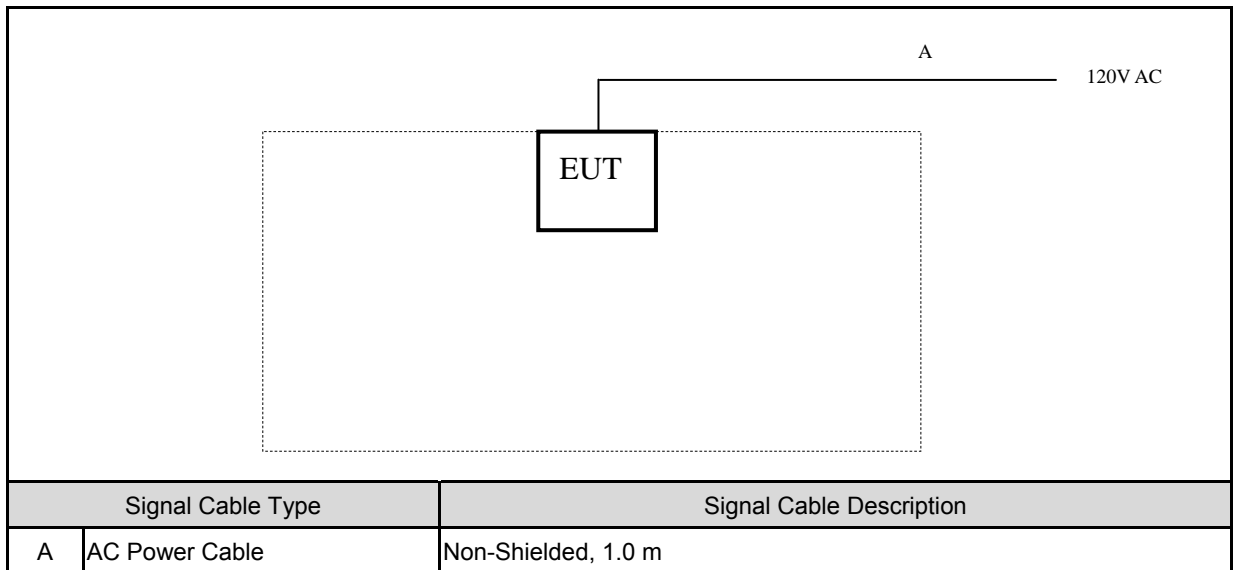 A
120V AC
EUT
Signal Cable Type Signal Cable Description
A AC Power Cable Non-Shielded, 1.0 m